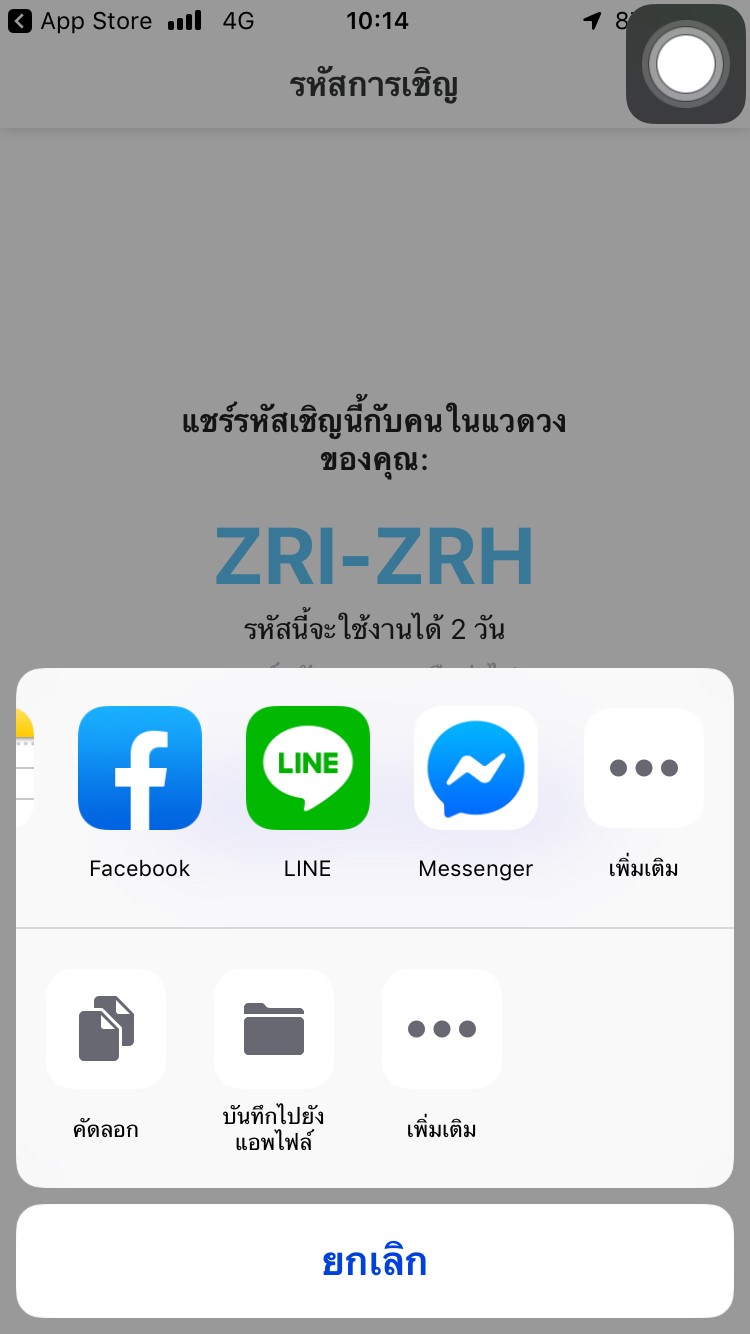 App Store 4G 10:14
รหัสการเชิญ
แชร์รหัสเชิญนี้กับคนในแวดวง
ของคุณ:
ZRI-ZRH
รหัสนี้จะใช้งานได้ 2 วัน
LINE
Facebook LINE Messenger เพิ่มเติม
คัดลอก บันทึกไปยัง เพิ่มเติม
แอพไฟล์
ยกเลิก